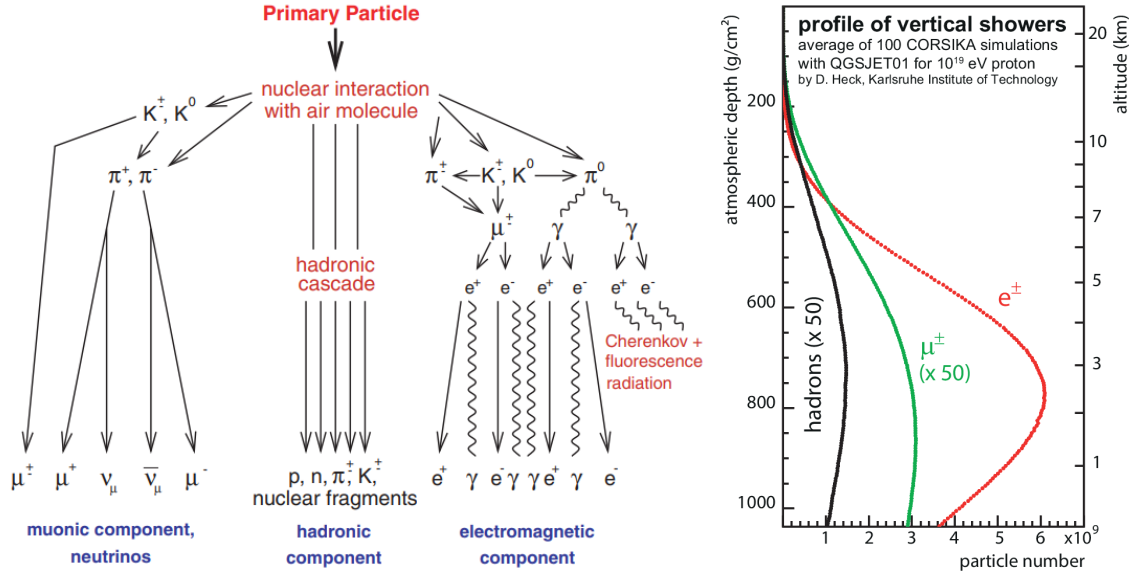 Primary Particle
nuclear interaction
with air molecule
K±, K0
π+, π-
π± K±, K0 π0
μ± γ γ
hadronic
cascade
e+ e- e+ e- e+ e-
Cherenkov +
fluorescence
radiation
μ± μ+ νμ ν̅μ μ-
p, n, π±, K±,
nuclear fragments
e+ γ e- γ γ e+ γ e-
muonic component,
neutrinos
hadronic
component
electromagnetic
component
profile of vertical showers
average of 100 CORSIKA simulations
with QGSJET01 for 10¹⁹ eV proton
by D. Heck, Karlsruhe Institute of Technology
atmospheric depth (g/cm²)
200
400
600
800
1000
altitude (km)
20
10
7
5
3
1
hadrons (x 50)
μ±
(x 50)
e±
1 2 3 4 5 6 x10⁹
particle number